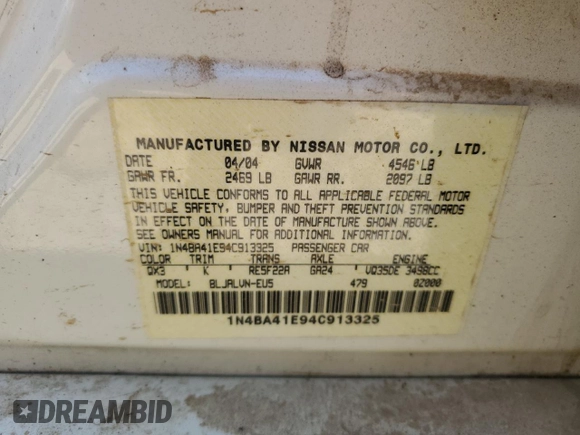 MANUFACTURED BY NISSAN MOTOR CO., LTD.
DATE 04/04 GVWR 4546 LB
GAWR FR. 2469 LB GAWR RR. 2097 LB
THIS VEHICLE CONFORMS TO ALL APPLICABLE FEDERAL MOTOR
VEHICLE SAFETY, BUMPER AND THEFT PREVENTION STANDARDS
IN EFFECT ON THE DATE OF MANUFACTURE SHOWN ABOVE.
SEE OWNERS MANUAL FOR ADDITIONAL INFORMATION.
VIN: 1N4BA41E94C913325 PASSENGER CAR
COLOR TRIM TRANS AXLE ENGINE
QX3 K RE5F22A GA24 VQ35DE 3498CC
MODEL: BLJALVN-EU5 479 02000
1N4BA41E94C913325
DREAMBID